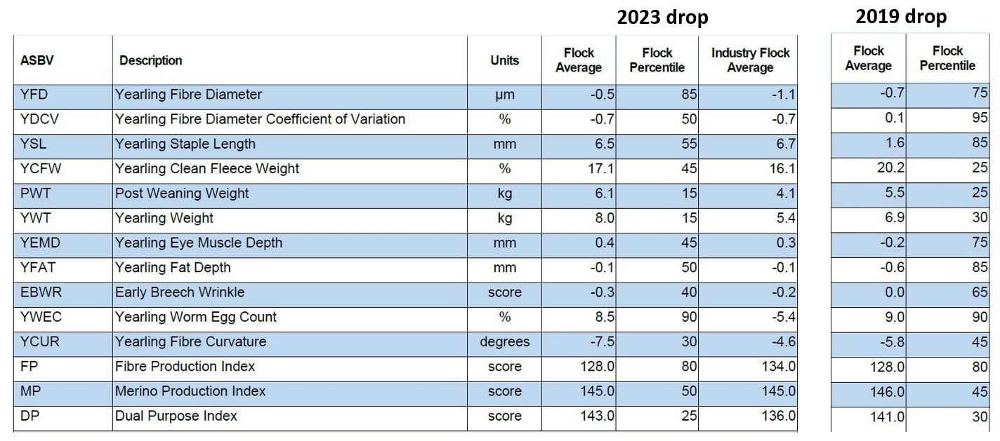 2023 drop 2019 drop
ASBV Description Units Flock Average Flock Percentile Industry Flock Average Flock Average Flock Percentile
YFD Yearling Fibre Diameter µm -0.5 85 -1.1 -0.7 75
YDCV Yearling Fibre Diameter Coefficient of Variation % -0.7 50 -0.7 0.1 95
YSL Yearling Staple Length mm 6.5 55 6.7 1.6 85
YCFW Yearling Clean Fleece Weight % 17.1 45 16.1 20.2 25
PWT Post Weaning Weight kg 6.1 15 4.1 5.5 25
YWT Yearling Weight kg 8.0 15 5.4 6.9 30
YEMD Yearling Eye Muscle Depth mm 0.4 45 0.3 -0.2 75
YFAT Yearling Fat Depth mm -0.1 50 -0.1 -0.6 85
EBWR Early Breech Wrinkle score -0.3 40 -0.2 0.0 65
YWEC Yearling Worm Egg Count % 8.5 90 -5.4 9.0 90
YCUR Yearling Fibre Curvature degrees -7.5 30 -4.6 -5.8 45
FP Fibre Production Index score 128.0 80 134.0 128.0 80
MP Merino Production Index score 145.0 50 145.0 146.0 45
DP Dual Purpose Index score 143.0 25 136.0 141.0 30